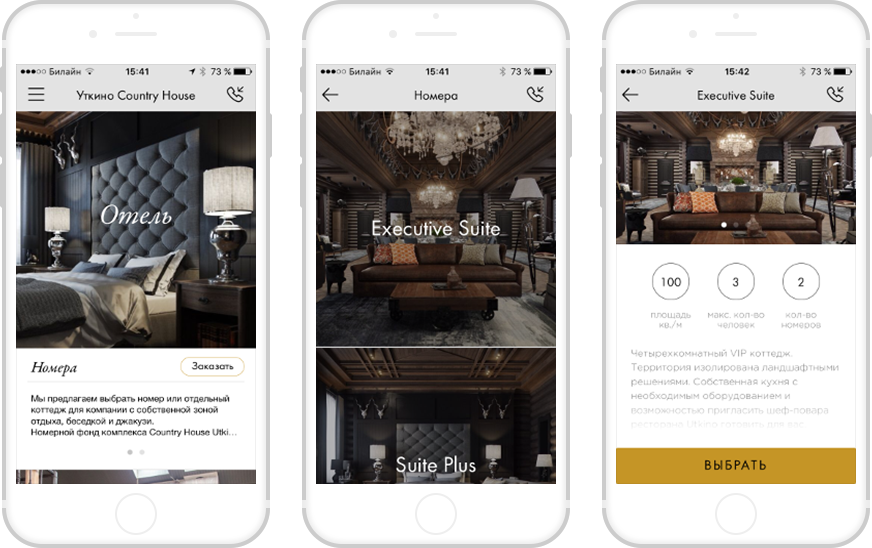 Билайн 15:41 73 %
Уткино Country House
Отель
Номера
Заказать
Мы предлагаем выбрать номер или отдельный
коттедж для компании с собственной зоной
отдыха, беседкой и джакузи.
Номерной фонд комплекса Country House Utki...
Билайн 15:41 73 %
Номера
Executive Suite
Suite Plus
Билайн 15:42 73 %
Executive Suite
100 3 2
площадь макс. кол-во кол-во
кв./м человек номеров
Четырехкомнатный VIP коттедж.
Территория изолирована ландшафтными
решениями. Собственная кухня с
необходимым оборудованием и
возможностью пригласить шеф-повара
ресторана Utkino готовить для вас.
ВЫБРАТЬ